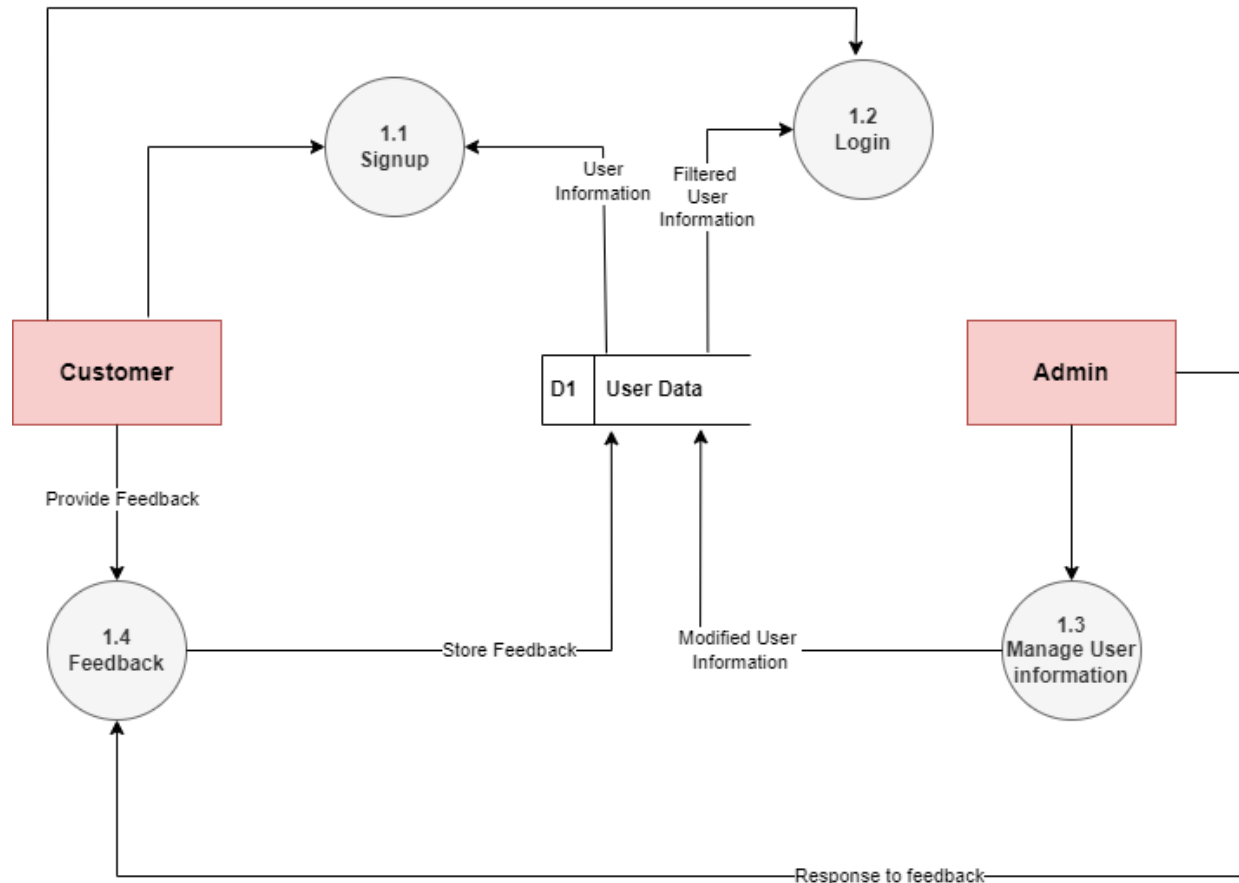 1.1
Signup
1.2
Login
User
Information
Filtered
User
Information
Customer
D1
User Data
Admin
Provide Feedback
1.4
Feedback
Store Feedback
Modified User
Information
1.3
Manage User
information
Response to feedback